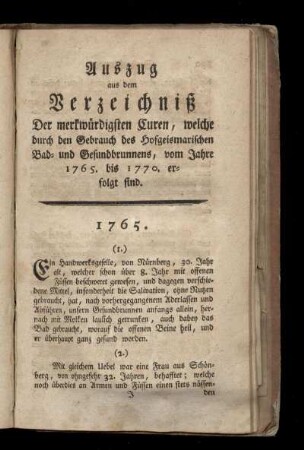 Auszug
aus dem
Verzeichniß
Der merkwürdigsten Curen, welche
durch den Gebrauch des Hofgeismarischen
Bad- und Gesundbrunnens, vom Jahre
1765. bis 1770. er-
folgt sind.
1765.
(1.)
Ein Handwerksgeselle, von Nürnberg, 30. Jahr
alt, welcher schon über 8. Jahr mit offenen
Füssen beschweret gewesen, und dagegen verschie-
dene Mittel, insonderheit die Salivation, ohne Nutzen
gebraucht, hat, nach vorhergegangenem Aderlassen und
Abführen, unsern Gesundbrunnen anfangs allein, her-
nach mit Molken laulich getrunken, auch dabey das
Bad gebraucht, worauf die offenen Beine heil, und
er überhaupt ganz gesund worden.
(2.)
Mit gleichem Uebel war eine Frau aus Schön-
berg, von ohngefehr 32. Jahren, behafftet; welche
noch überdies an Armen und Füssen einen stets nässen-
J den